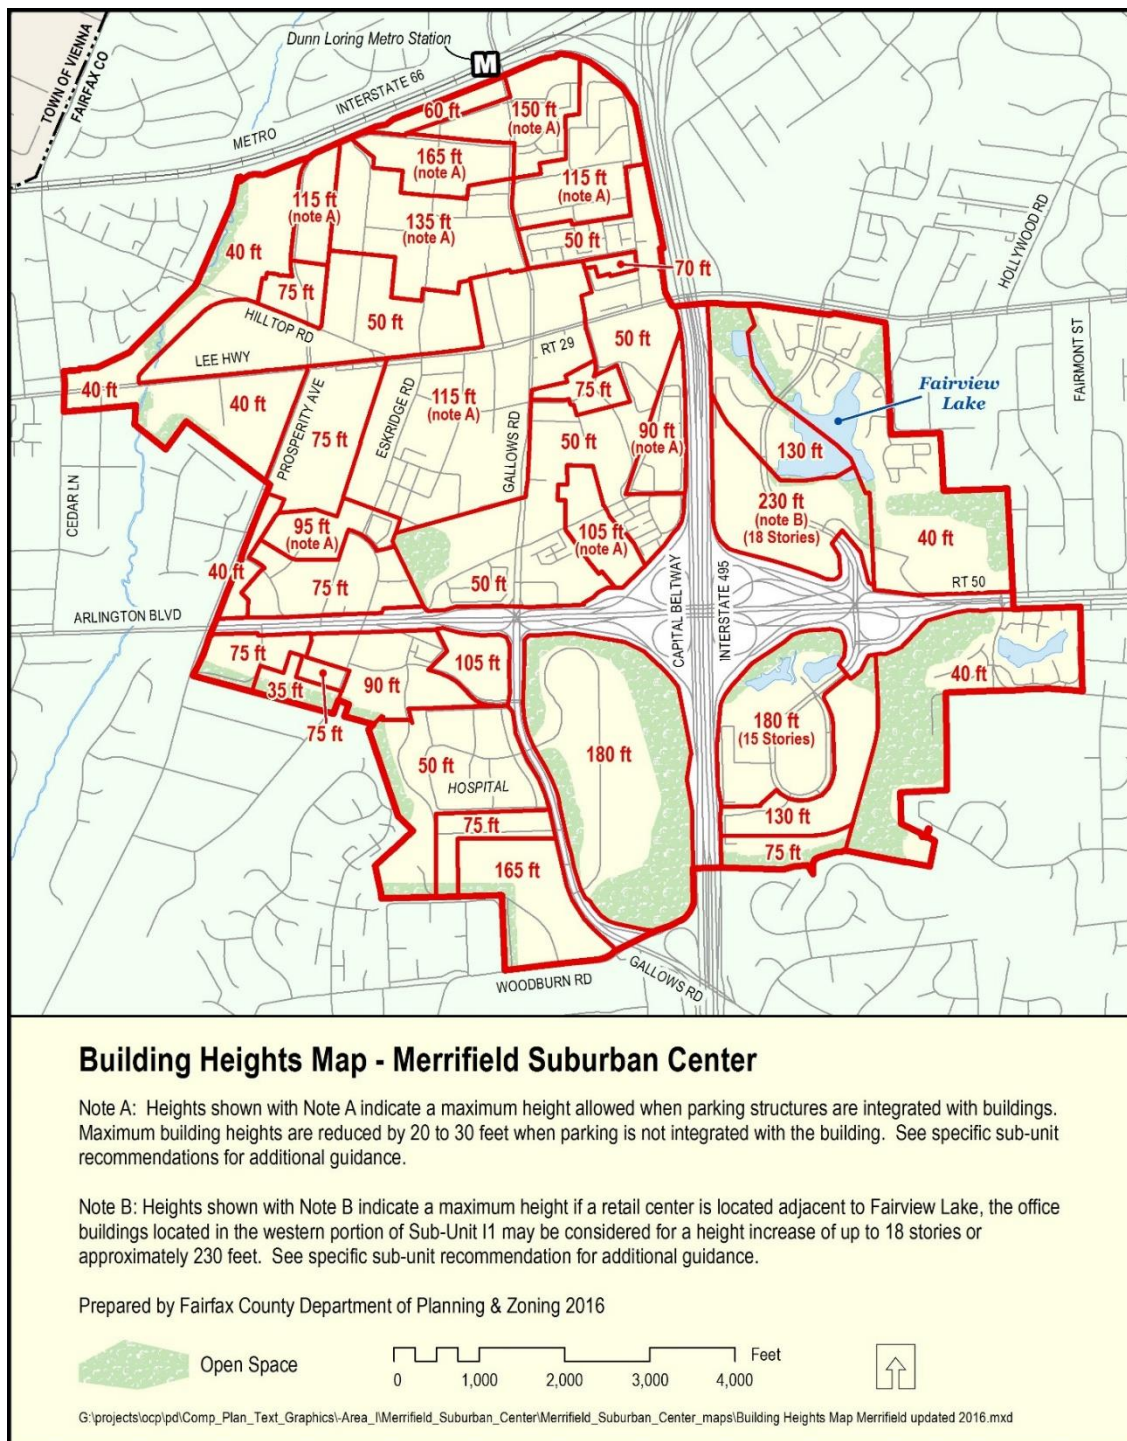 Dunn Loring Metro Station
M
TOWN OF VIENNA
FAIRFAX CO
METRO
INTERSTATE 66
60 ft
150 ft
(note A)
165 ft
(note A)
115 ft
(note A)
115 ft
(note A)
135 ft
(note A)
40 ft
50 ft
70 ft
75 ft
HILLTOP RD
50 ft
HOLLYWOOD RD
LEE HWY
RT 29
50 ft
FAIRMONT ST
40 ft
40 ft
PROSPERITY AVE
75 ft
ESKRIDGE RD
115 ft
(note A)
75 ft
Fairview
Lake
GALLOWS RD
50 ft
90 ft
(note A)
130 ft
CEDAR LN
95 ft
(note A)
105 ft
(note A)
230 ft
(note B)
(18 Stories)
40 ft
40 ft
75 ft
50 ft
RT 50
ARLINGTON BLVD
CAPITAL BELTWAY
INTERSTATE 495
75 ft
35 ft
75 ft
90 ft
105 ft
40 ft
180 ft
(15 Stories)
50 ft
HOSPITAL
180 ft
75 ft
130 ft
75 ft
165 ft
WOODBURN RD
GALLOWS RD
Building Heights Map - Merrifield Suburban Center
Note A: Heights shown with Note A indicate a maximum height allowed when parking structures are integrated with buildings.
Maximum building heights are reduced by 20 to 30 feet when parking is not integrated with the building. See specific sub-unit
recommendations for additional guidance.
Note B: Heights shown with Note B indicate a maximum height if a retail center is located adjacent to Fairview Lake, the office
buildings located in the western portion of Sub-Unit I1 may be considered for a height increase of up to 18 stories or
approximately 230 feet. See specific sub-unit recommendation for additional guidance.
Prepared by Fairfax County Department of Planning & Zoning 2016
Open Space
Feet
0 1,000 2,000 3,000 4,000
G:\projects\ocp\pd\Comp_Plan_Text_Graphics\-Area_I\Merrifield_Suburban_Center\Merrifield_Suburban_Center_maps\Building Heights Map Merrifield updated 2016.mxd